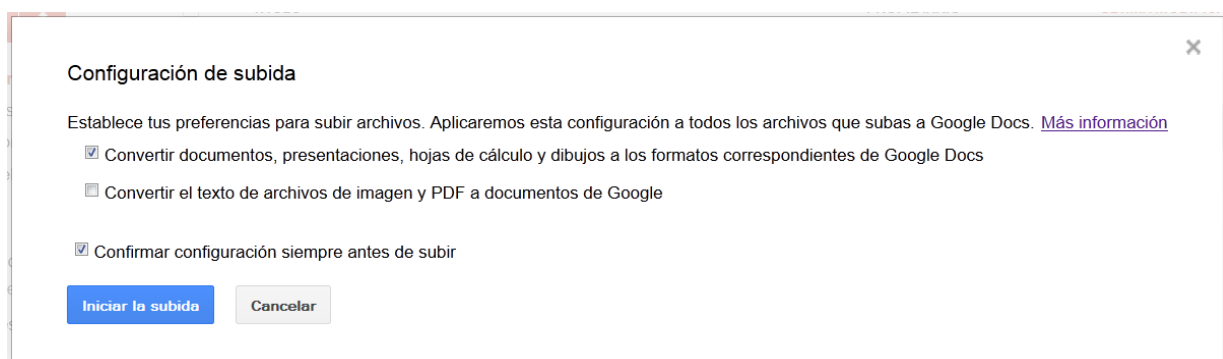 Configuración de subida
Establece tus preferencias para subir archivos. Aplicaremos esta configuración a todos los archivos que subas a Google Docs. Más información
Convertir documentos, presentaciones, hojas de cálculo y dibujos a los formatos correspondientes de Google Docs
Convertir el texto de archivos de imagen y PDF a documentos de Google
Confirmar configuración siempre antes de subir
Iniciar la subida Cancelar